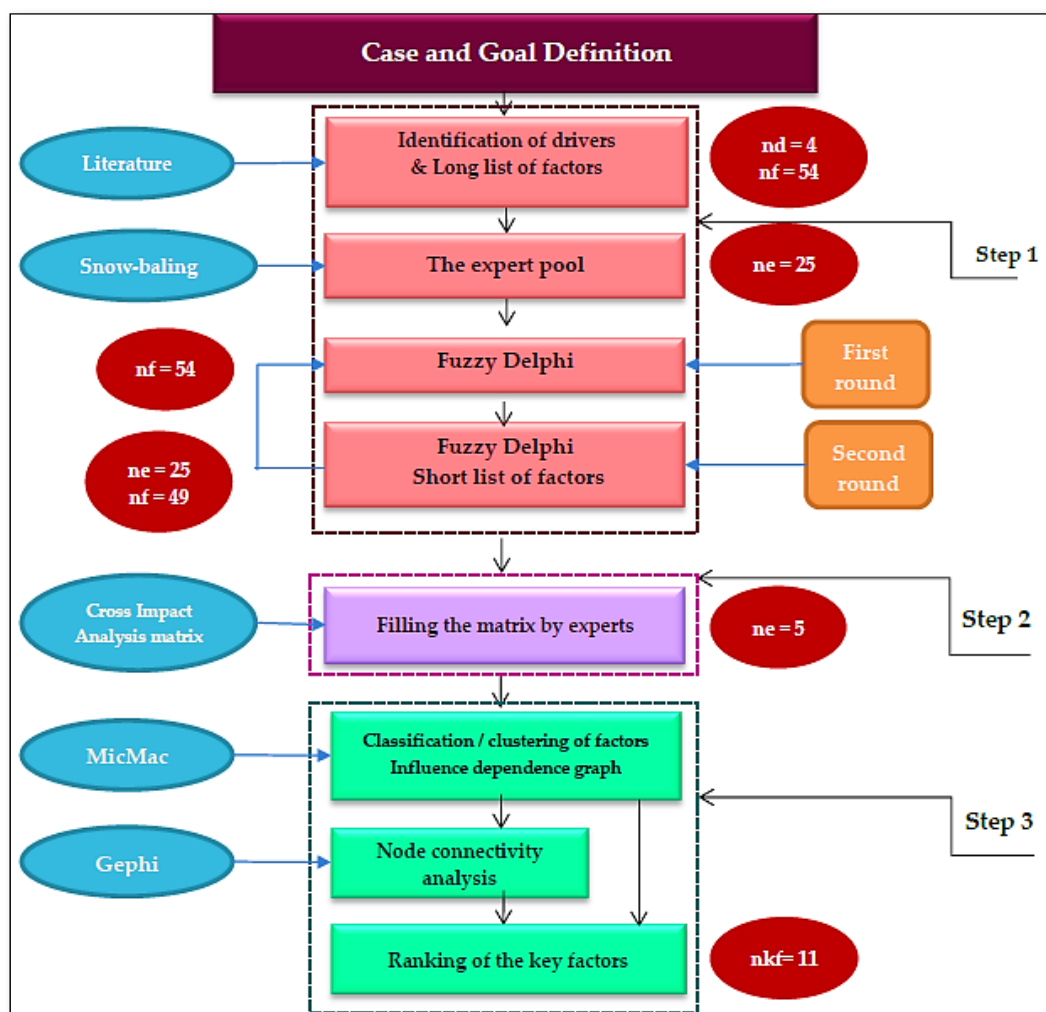 Case and Goal Definition
Identification of drivers
& Long list of factors
Literature
nd = 4
nf = 54
Step 1
Snow-baling
The expert pool
ne = 25
nf = 54
Fuzzy Delphi
First
round
ne = 25
nf = 49
Fuzzy Delphi
Short list of factors
Second
round
Cross Impact
Analysis matrix
Filling the matrix by experts
ne = 5
Step 2
MicMac
Classification / clustering of factors
Influence dependence graph
Step 3
Gephi
Node connectivity
analysis
Ranking of the key factors
nkf= 11